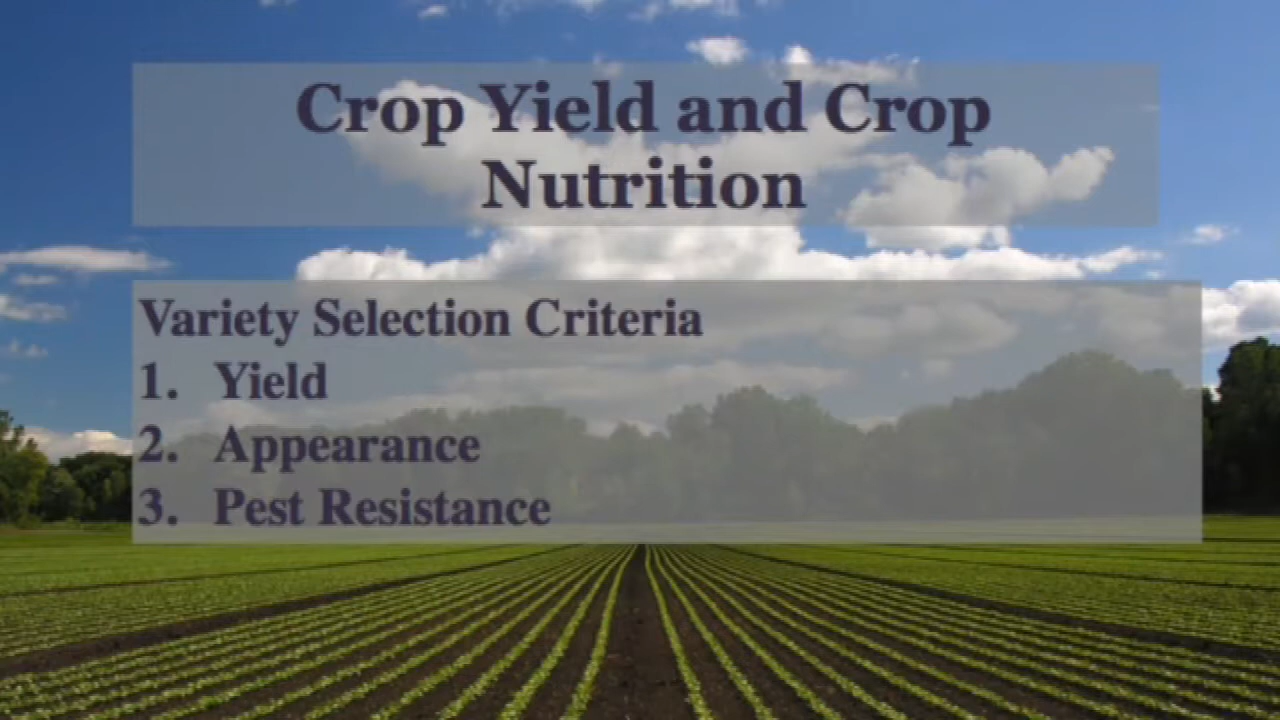 Crop Yield and Crop
Nutrition
Variety Selection Criteria
1. Yield
2. Appearance
3. Pest Resistance